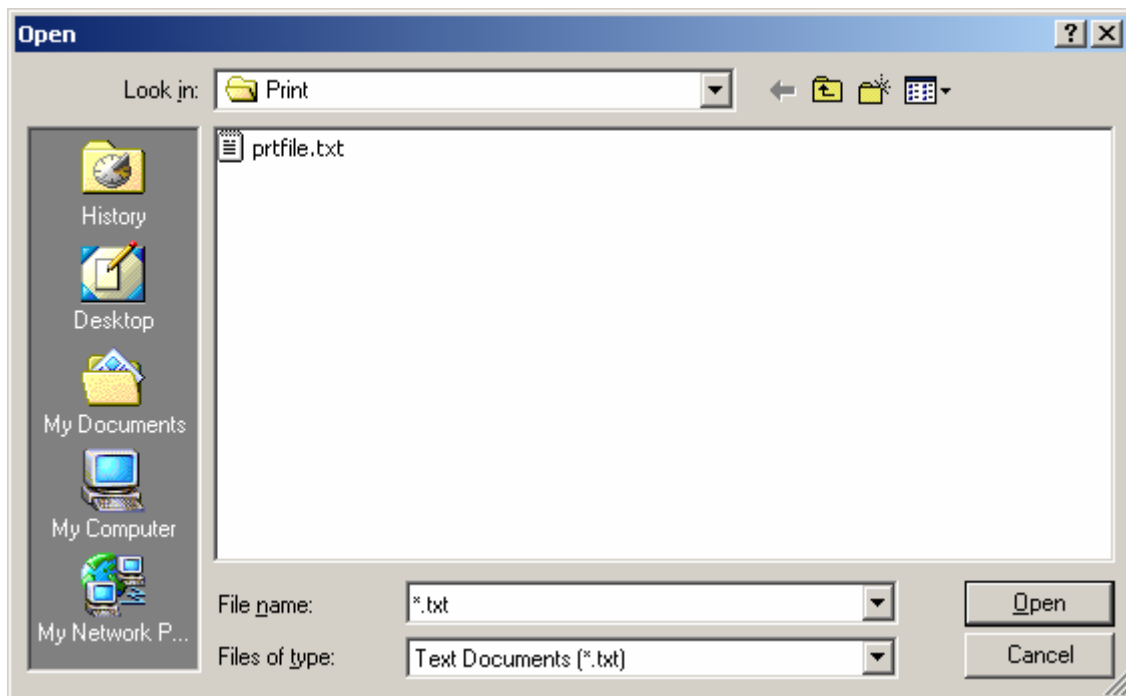 Open
Look in: Print
prtfile.txt
History
Desktop
My Documents
My Computer
My Network P...
File name: *.txt Open
Files of type: Text Documents (*.txt) Cancel